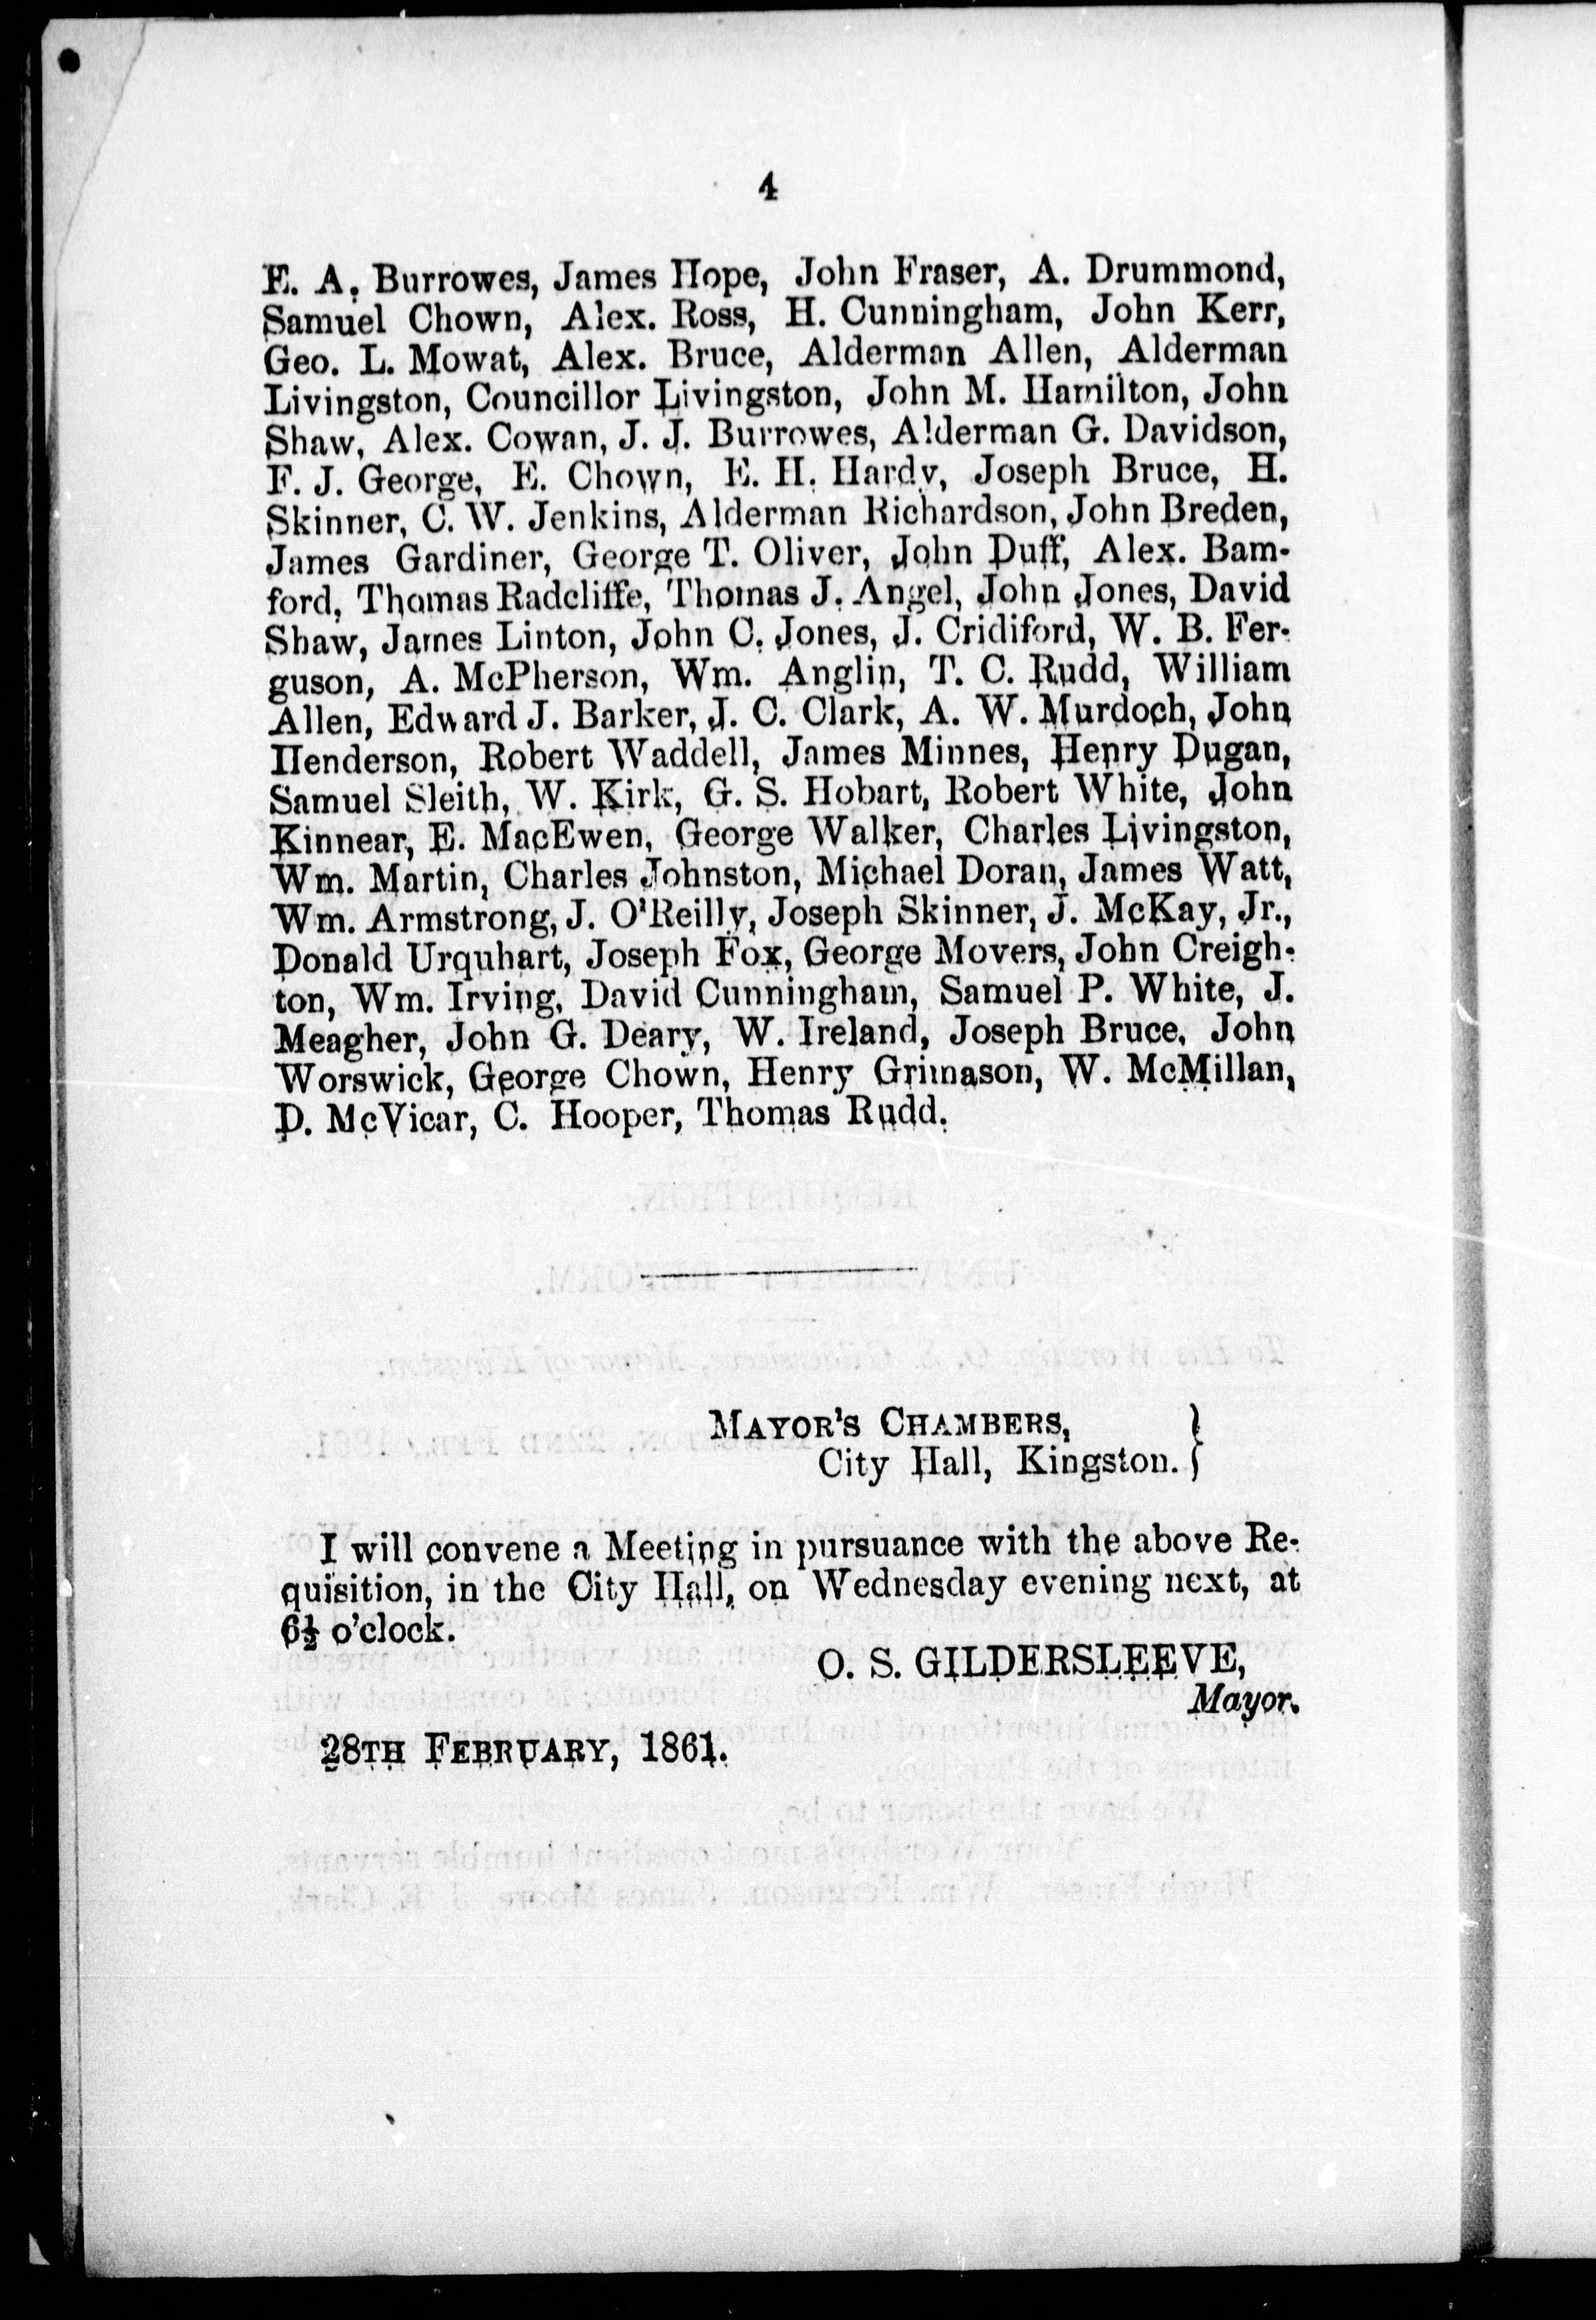 4
E. A. Burrowes, James Hope, John Fraser, A. Drummond,
Samuel Chown, Alex. Ross, H. Cunningham, John Kerr,
Geo. L. Mowat, Alex. Bruce, Alderman Allen, Alderman
Livingston, Councillor Livingston, John M. Hamilton, John
Shaw, Alex. Cowan, J. J. Burrowes, Alderman G. Davidson,
F. J. George, E. Chown, E. H. Hardy, Joseph Bruce, H.
Skinner, C. W. Jenkins, Alderman Richardson, John Breden,
James Gardiner, George T. Oliver, John Duff, Alex. Bam-
ford, Thomas Radcliffe, Thomas J. Angel, John Jones, David
Shaw, James Linton, John C. Jones, J. Cridiford, W. B. Fer-
guson, A. McPherson, Wm. Anglin, T. C. Rudd, William
Allen, Edward J. Barker, J. C. Clark, A. W. Murdoch, John
Henderson, Robert Waddell, James Minnes, Henry Dugan,
Samuel Sleith, W. Kirk, G. S. Hobart, Robert White, John
Kinnear, E. MacEwen, George Walker, Charles Livingston,
Wm. Martin, Charles Johnston, Michael Doran, James Watt,
Wm. Armstrong, J. O'Reilly, Joseph Skinner, J. McKay, Jr.,
Donald Urquhart, Joseph Fox, George Movers, John Creigh-
ton, Wm. Irving, David Cunningham, Samuel P. White, J.
Meagher, John G. Deary, W. Ireland, Joseph Bruce, John
Worswick, George Chown, Henry Grimason, W. McMillan,
D. McVicar, C. Hooper, Thomas Rudd.
MAYOR'S CHAMBERS, }
City Hall, Kingston. }
I will convene a Meeting in pursuance with the above Re-
quisition, in the City Hall, on Wednesday evening next, at
6½ o'clock.
O. S. GILDERSLEEVE,
Mayor.
28TH FEBRUARY, 1861.